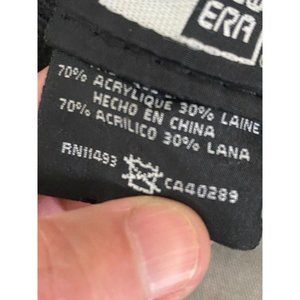 ERA
70% ACRYLIQUE 30% LAINE
HECHO EN CHINA
70% ACRILICO 30% LANA
RN11493 CA40289